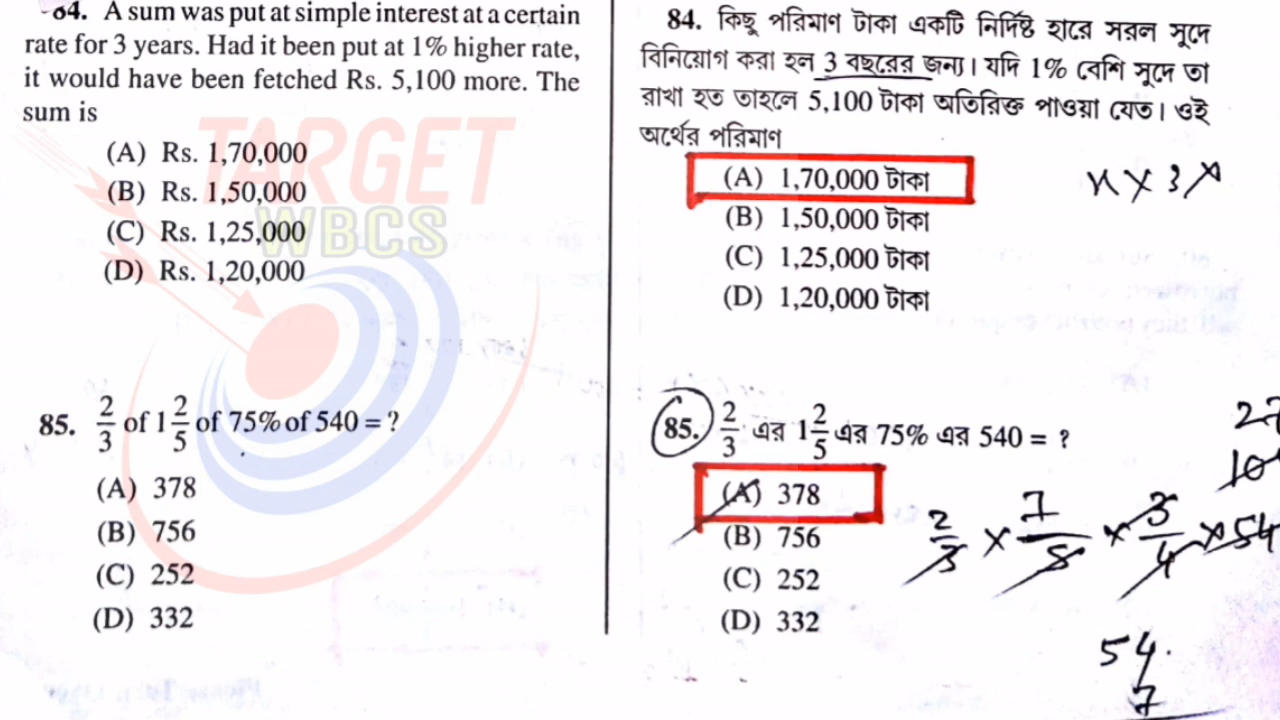 84. A sum was put at simple interest at a certain
rate for 3 years. Had it been put at 1% higher rate,
it would have been fetched Rs. 5,100 more. The
sum is
(A) Rs. 1,70,000
(B) Rs. 1,50,000
(C) Rs. 1,25,000
(D) Rs. 1,20,000
85. 2/3 of 1 2/5 of 75% of 540 = ?
(A) 378
(B) 756
(C) 252
(D) 332
TARGET
WBCS
84. কিছু পরিমাণ টাকা একটি নির্দিষ্ট হারে সরল সুদে
বিনিয়োগ করা হল 3 বছরের জন্য। যদি 1% বেশি সুদে তা
রাখা হত তাহলে 5,100 টাকা অতিরিক্ত পাওয়া যেত। ওই
অর্থের পরিমাণ
(A) 1,70,000 টাকা
(B) 1,50,000 টাকা
(C) 1,25,000 টাকা
(D) 1,20,000 টাকা
85. 2/3 এর 1 2/5 এর 75% এর 540 = ?
(A) 378
(B) 756
(C) 252
(D) 332
27
10
2/3 × 7/5 × 3/4 × 54
54
7